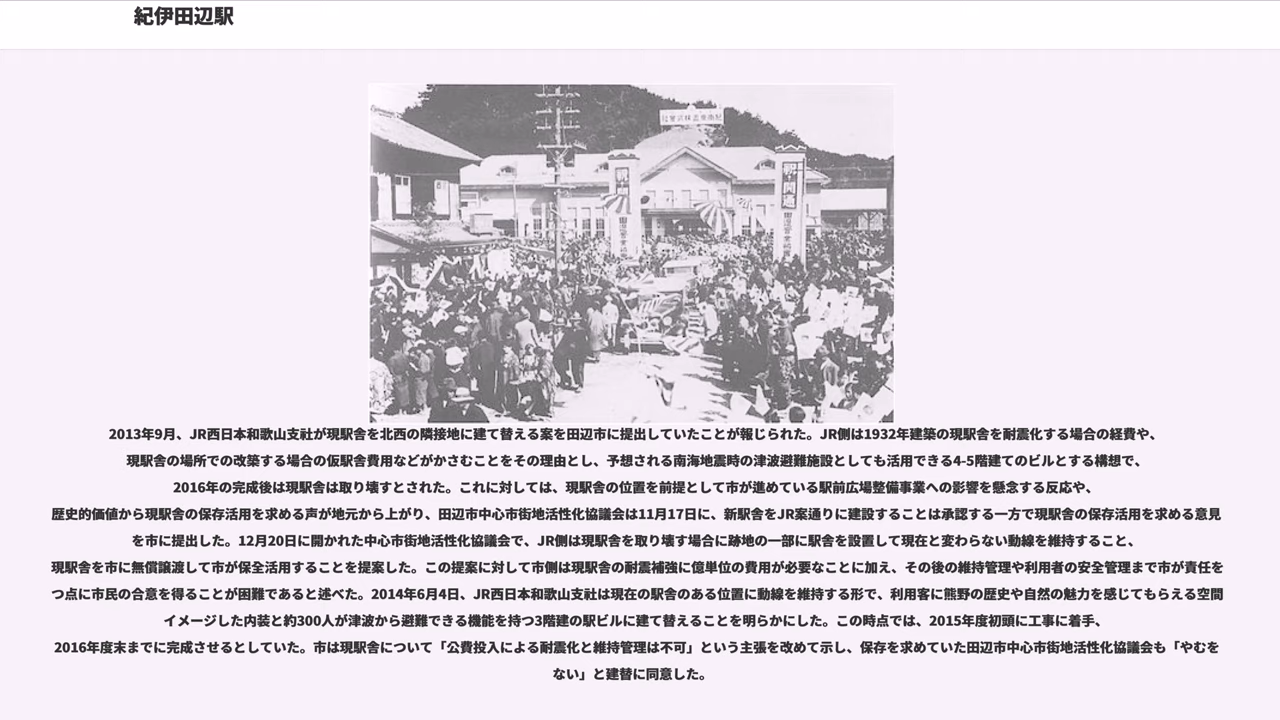 紀伊田辺駅
祝・開通
祝・開通
2013年9月、JR西日本和歌山支社が現駅舎を北西の隣接地に建て替える案を田辺市に提出していたことが報じられた。JR側は1932年建築の現駅舎を耐震化する場合の経費や、
現駅舎の場所での改築する場合の仮駅舎費用などがかさむことをその理由とし、予想される南海地震時の津波避難施設としても活用できる4-5階建てのビルとする構想で、
2016年の完成後は現駅舎は取り壊すとされた。これに対しては、現駅舎の位置を前提として市が進めている駅前広場整備事業への影響を懸念する反応や、
歴史的価値から現駅舎の保存活用を求める声が地元から上がり、田辺市中心市街地活性化協議会は11月17日に、新駅舎をJR案通りに建設することは承認する一方で現駅舎の保存活用を求める意見
を市に提出した。12月20日に開かれた中心市街地活性化協議会で、JR側は現駅舎を取り壊す場合に跡地の一部に駅舎を設置して現在と変わらない動線を維持すること、
現駅舎を市に無償譲渡して市が保全活用することを提案した。この提案に対して市側は現駅舎の耐震補強に億単位の費用が必要なことに加え、その後の維持管理や利用者の安全管理まで市が責任を
つ点に市民の合意を得ることが困難であると述べた。2014年6月4日、JR西日本和歌山支社は現在の駅舎のある位置に動線を維持する形で、利用客に熊野の歴史や自然の魅力を感じてもらえる空間
イメージした内装と約300人が津波から避難できる機能を持つ3階建の駅ビルに建て替えることを明らかにした。この時点では、2015年度初頭に工事に着手、
2016年度末までに完成させるとしていた。市は現駅舎について「公費投入による耐震化と維持管理は不可」という主張を改めて示し、保存を求めていた田辺市中心市街地活性化協議会も「やむを
ない」と建替に同意した。